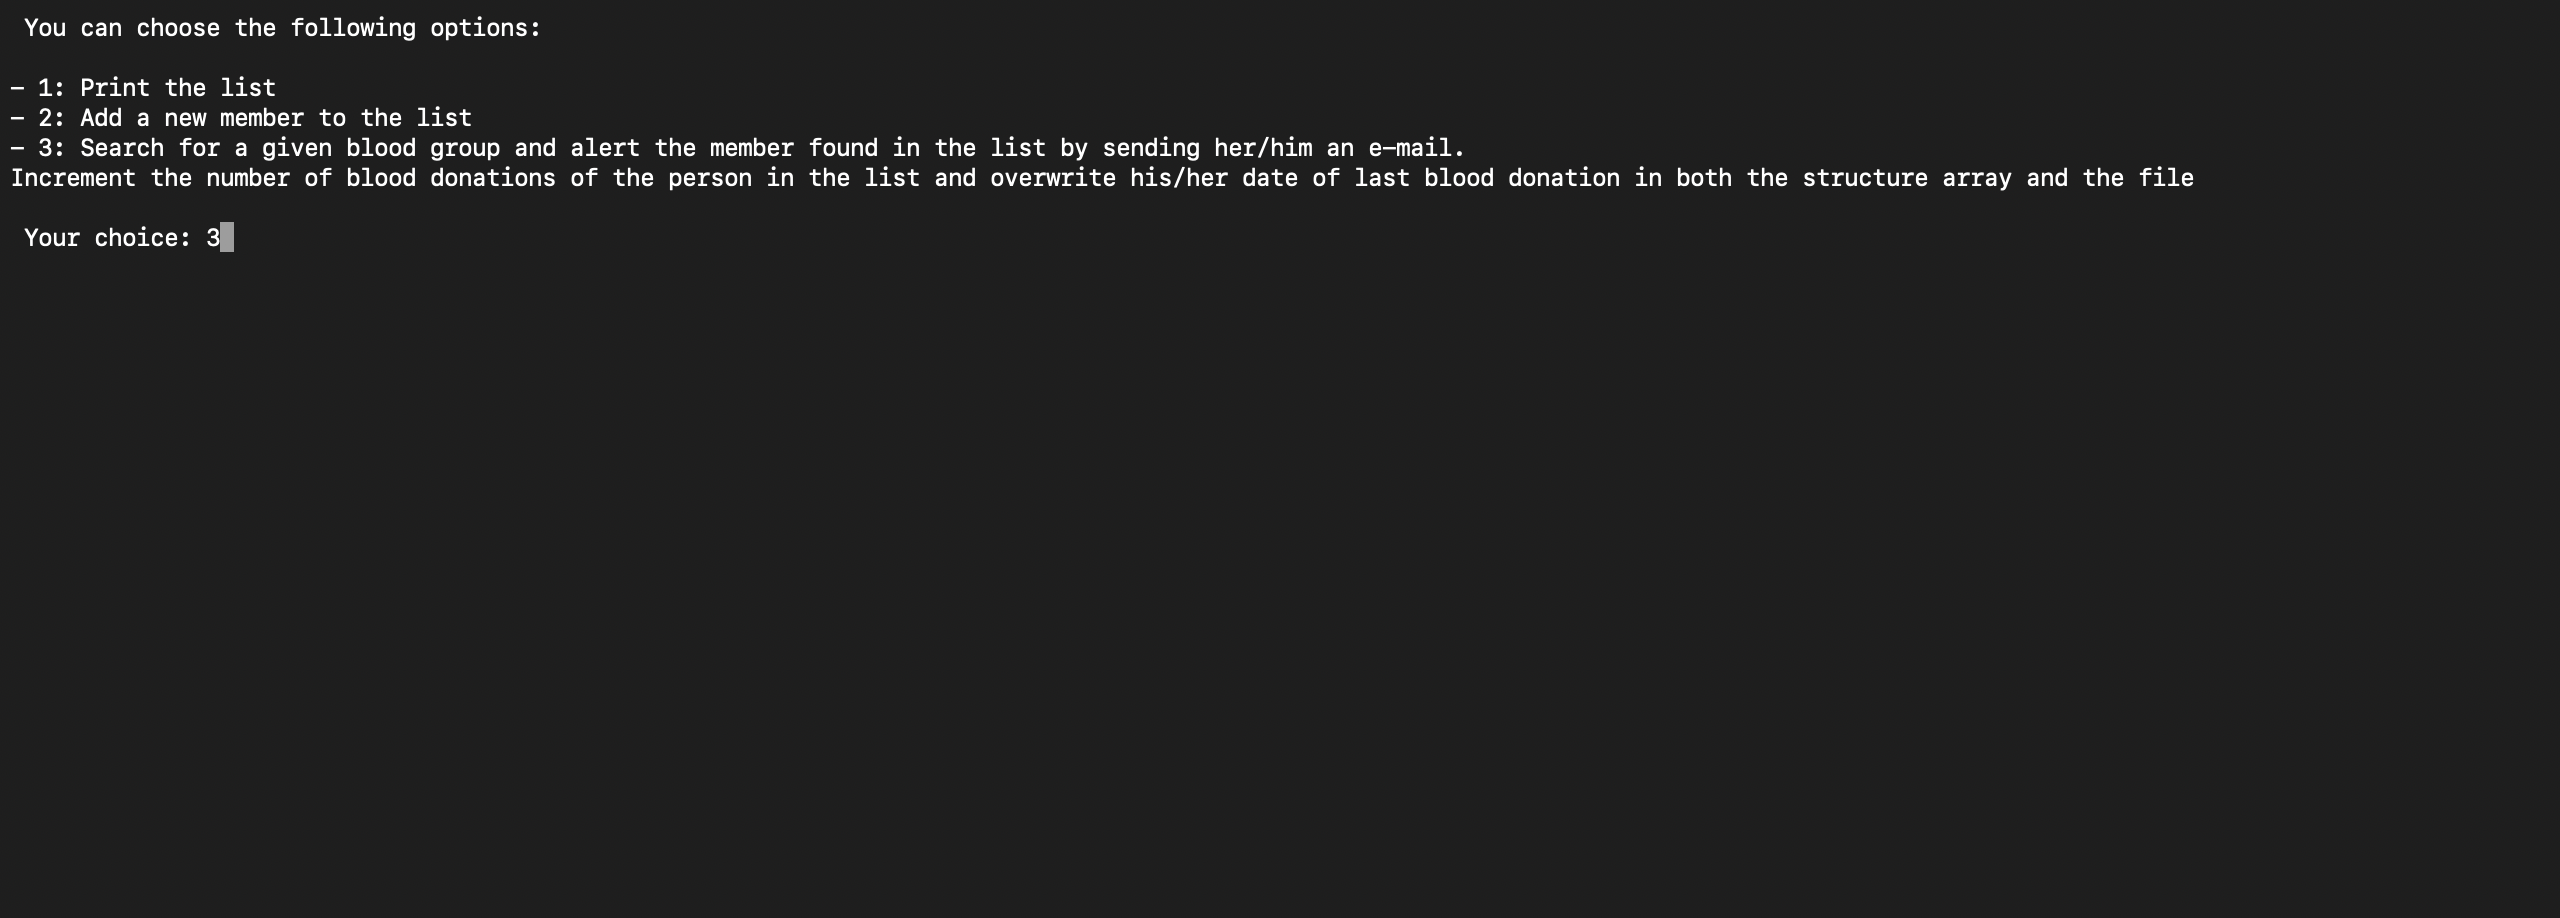 You can choose the following options:
- 1: Print the list
- 2: Add a new member to the list
- 3: Search for a given blood group and alert the member found in the list by sending her/him an e-mail.
Increment the number of blood donations of the person in the list and overwrite his/her date of last blood donation in both the structure array and the file
Your choice: 3